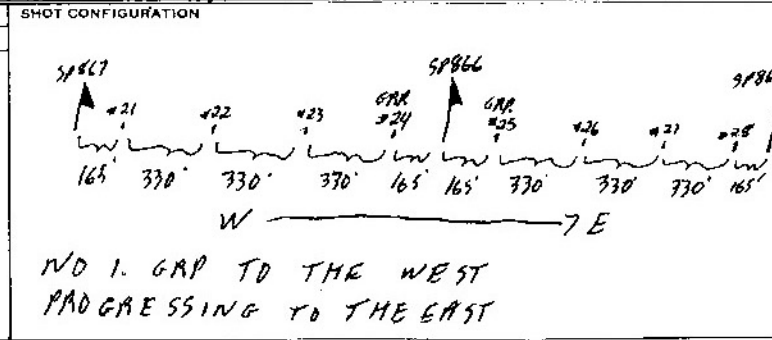 SHOT CONFIGURATION
SP867 SP866 SP86
#21 #22 #23 GRP. #24 GRP. #25 #26 #27 #28
165' 330' 330' 330' 165' 165' 330' 330' 330' 165'
W E
NO 1. GRP TO THE WEST
PROGRESSING TO THE EAST